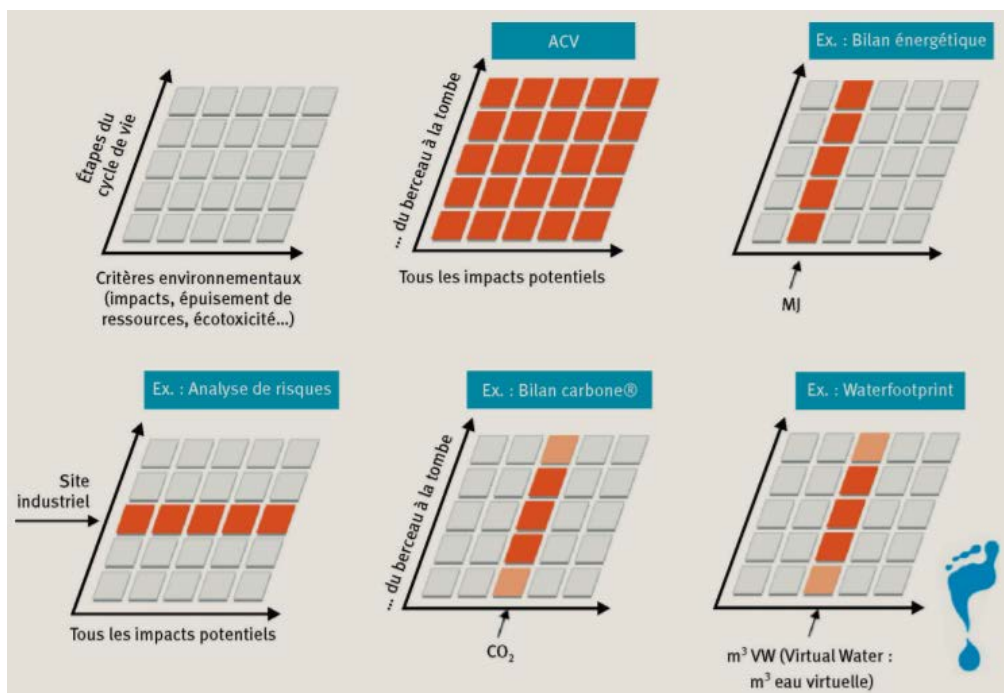 ACV
Ex. : Bilan énergétique
Étapes du
cycle de vie
Critères environnementaux
(impacts, épuisement de
ressources, écotoxicité...)
... du berceau à la tombe
Tous les impacts potentiels
MJ
Ex. : Analyse de risques
Ex. : Bilan carbone®
Ex. : Waterfootprint
Site
industriel
Tous les impacts potentiels
... du berceau à la tombe
CO₂
m³ VW (Virtual Water :
m³ eau virtuelle)